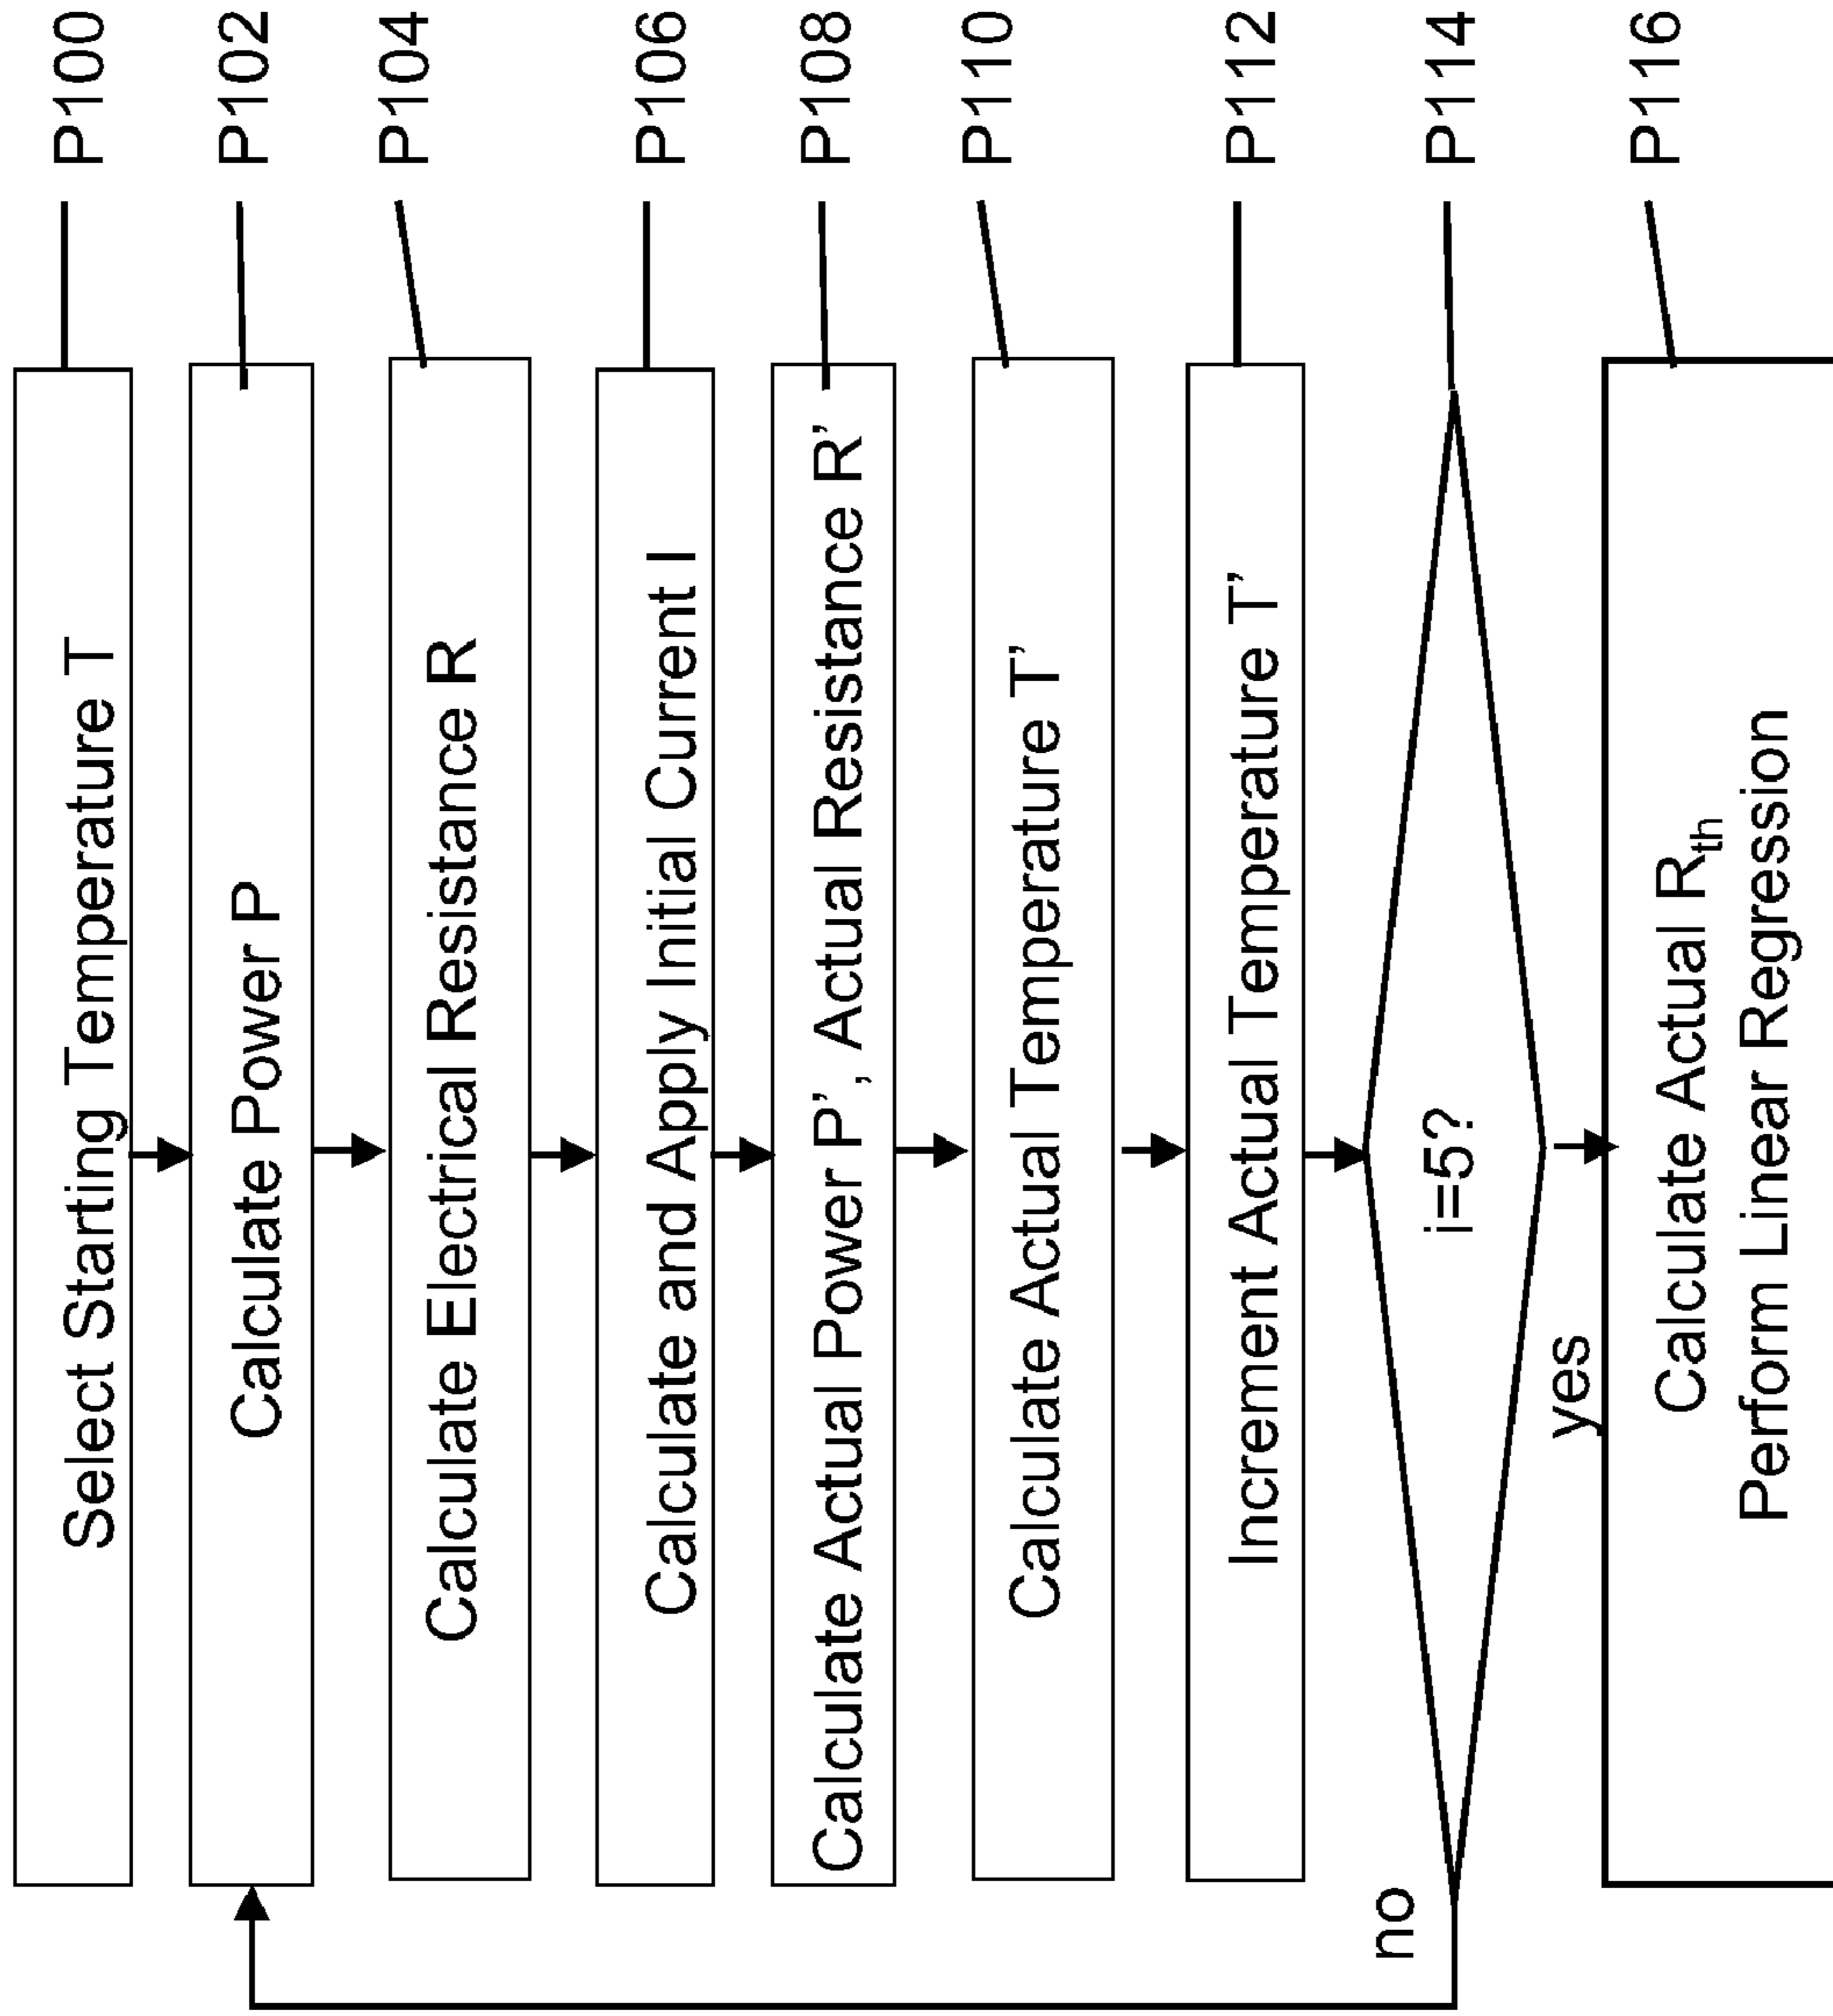 Select Starting Temperature T
P100
Calculate Power P
P102
Calculate Electrical Resistance R
P104
Calculate and Apply Initial Current I
P106
Calculate Actual Power P’, Actual Resistance R’
P108
Calculate Actual Temperature T’
P110
Increment Actual Temperature T’
P112
no
i=5?
P114
yes
Calculate Actual Rth
P116
Perform Linear Regression